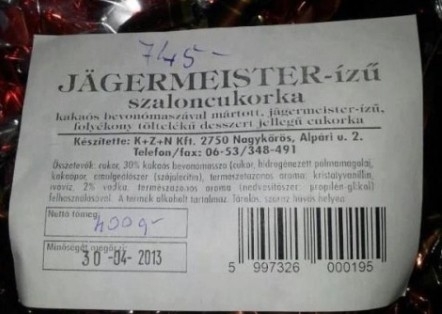 745-
JÄGERMEISTER-ízű
szaloncukorka
kakaós bevonómaszával mártott, jägermeister-ízű,
folyékony töltelékű desszert jellegű cukorka
Készítette: K+Z+N Kft. 2750 Nagykőrös, Alpári u. 2.
Telefon/fax: 06-53/348-491
Összetevők: cukor, 30% kakaós bevonómassza (cukor, hidrogénezett pálmamagolaj,
kakaópor, emulgeálószer (szójalecitin), természetazonos aroma: kristályvanillin,
ivóvíz, 2% vodka, természetazonos aroma (nedvesítőszer propilén-glikol)
felhasználásával. A termék alkoholt tartalmaz. Tárolás: száraz hűvös helyen
Nettó tömeg:
400g-
Minőségét megőrzi:
30 -04- 2013
5 997326 000195